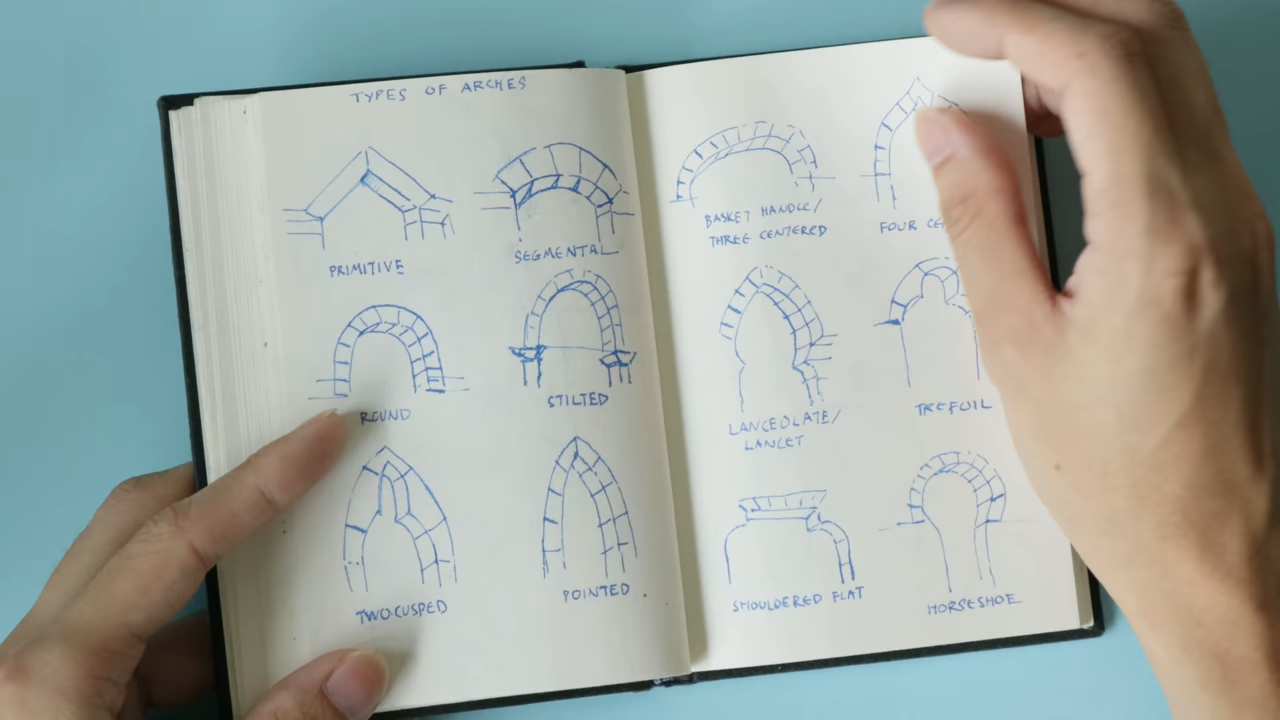 TYPES OF ARCHES
PRIMITIVE
SEGMENTAL
ROUND
STILTED
TWO CUSPED
POINTED
BASKET HANDLE/
THREE CENTERED
FOUR
LANCEOLATE/
LANCET
TREFOIL
SHOULDERED FLAT
HORSESHOE